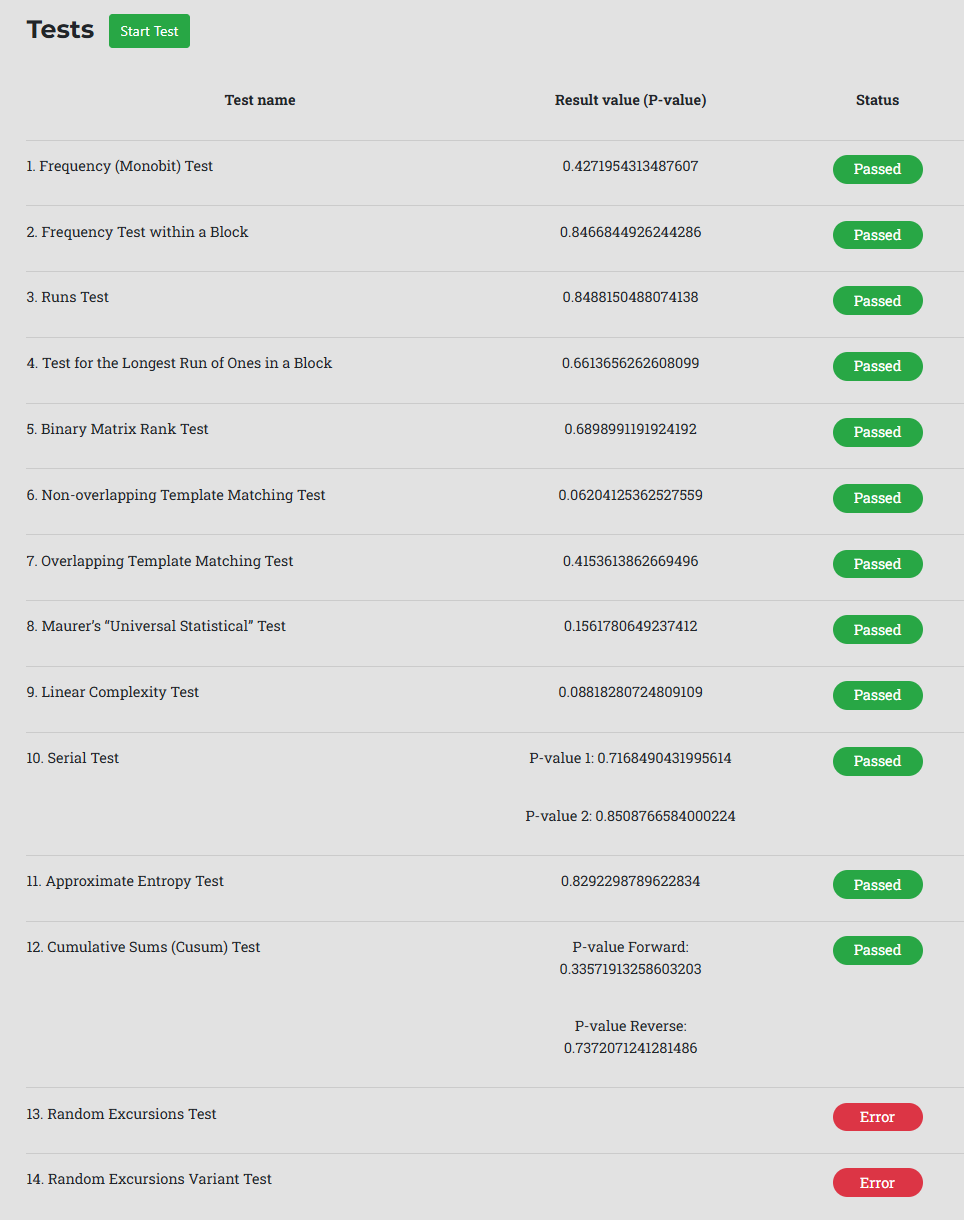 Tests Start Test
Test name Result value (P-value) Status
1. Frequency (Monobit) Test 0.4271954313487607 Passed
2. Frequency Test within a Block 0.8466844926244286 Passed
3. Runs Test 0.8488150488074138 Passed
4. Test for the Longest Run of Ones in a Block 0.6613656262608099 Passed
5. Binary Matrix Rank Test 0.6898991191924192 Passed
6. Non-overlapping Template Matching Test 0.06204125362527559 Passed
7. Overlapping Template Matching Test 0.4153613862669496 Passed
8. Maurer’s “Universal Statistical” Test 0.1561780649237412 Passed
9. Linear Complexity Test 0.08818280724809109 Passed
10. Serial Test P-value 1: 0.7168490431995614 Passed
P-value 2: 0.8508766584000224
11. Approximate Entropy Test 0.8292298789622834 Passed
12. Cumulative Sums (Cusum) Test P-value Forward: Passed
0.33571913258603203
P-value Reverse:
0.7372071241281486
13. Random Excursions Test Error
14. Random Excursions Variant Test Error